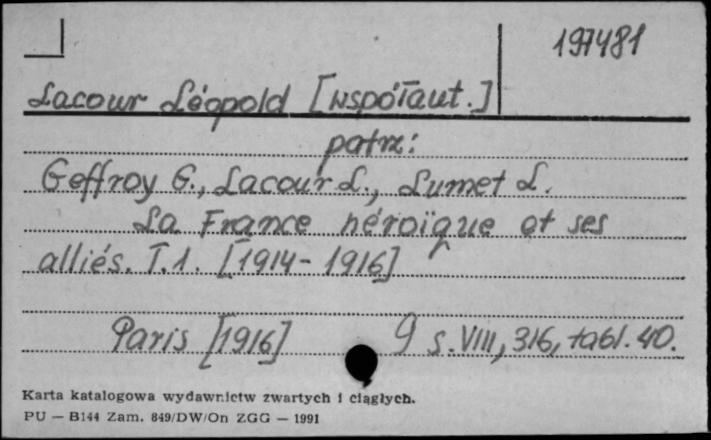 197481
Lacour Léopold [współaut.]
patrz:
Geffroy G., Lacour L., Lumet L.
La France héroïque et ses
alliés. T.1. [1914-1916]
Paris [1916] 9 s. VIII, 316, tabl. 40.
Karta katalogowa wydawnictw zwartych i ciągłych.
PU — B144 Zam. 849/DW/On ZGG — 1991